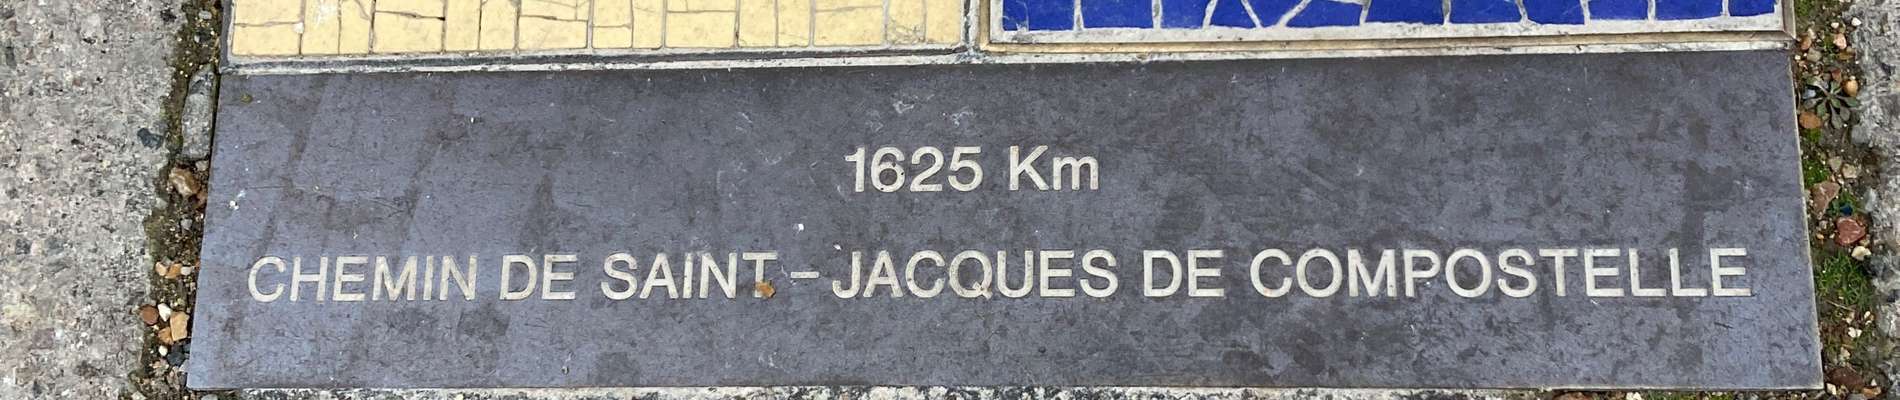 1625 Km
CHEMIN DE SAINT-JACQUES DE COMPOSTELLE